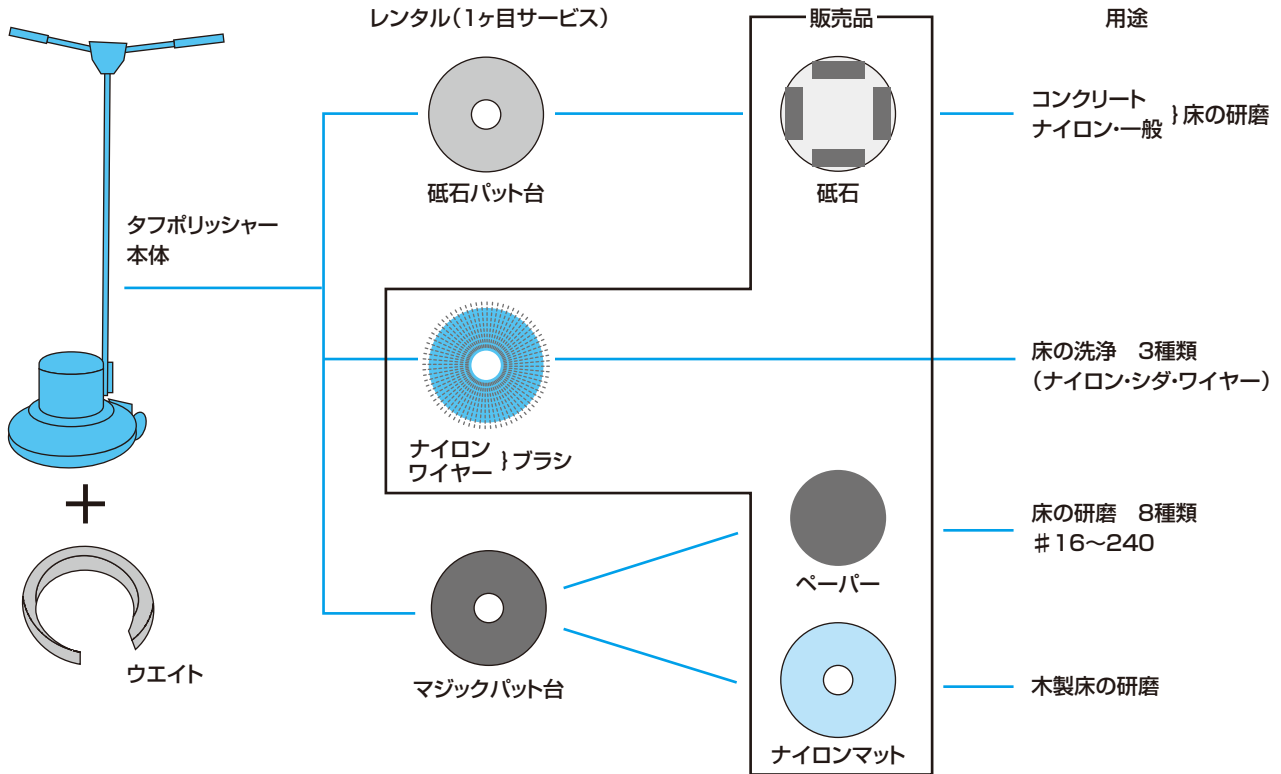 レンタル（1ヶ目サービス）
販売品
用途
タフポリッシャー
本体
砥石パット台
砥石
コンクリート
ナイロン・一般
}床の研磨
ナイロン
ワイヤー
}ブラシ
床の洗浄　3種類
（ナイロン・シダ・ワイヤー）
+
ウエイト
マジックパット台
ペーパー
床の研磨　8種類
＃16〜240
ナイロンマット
木製床の研磨